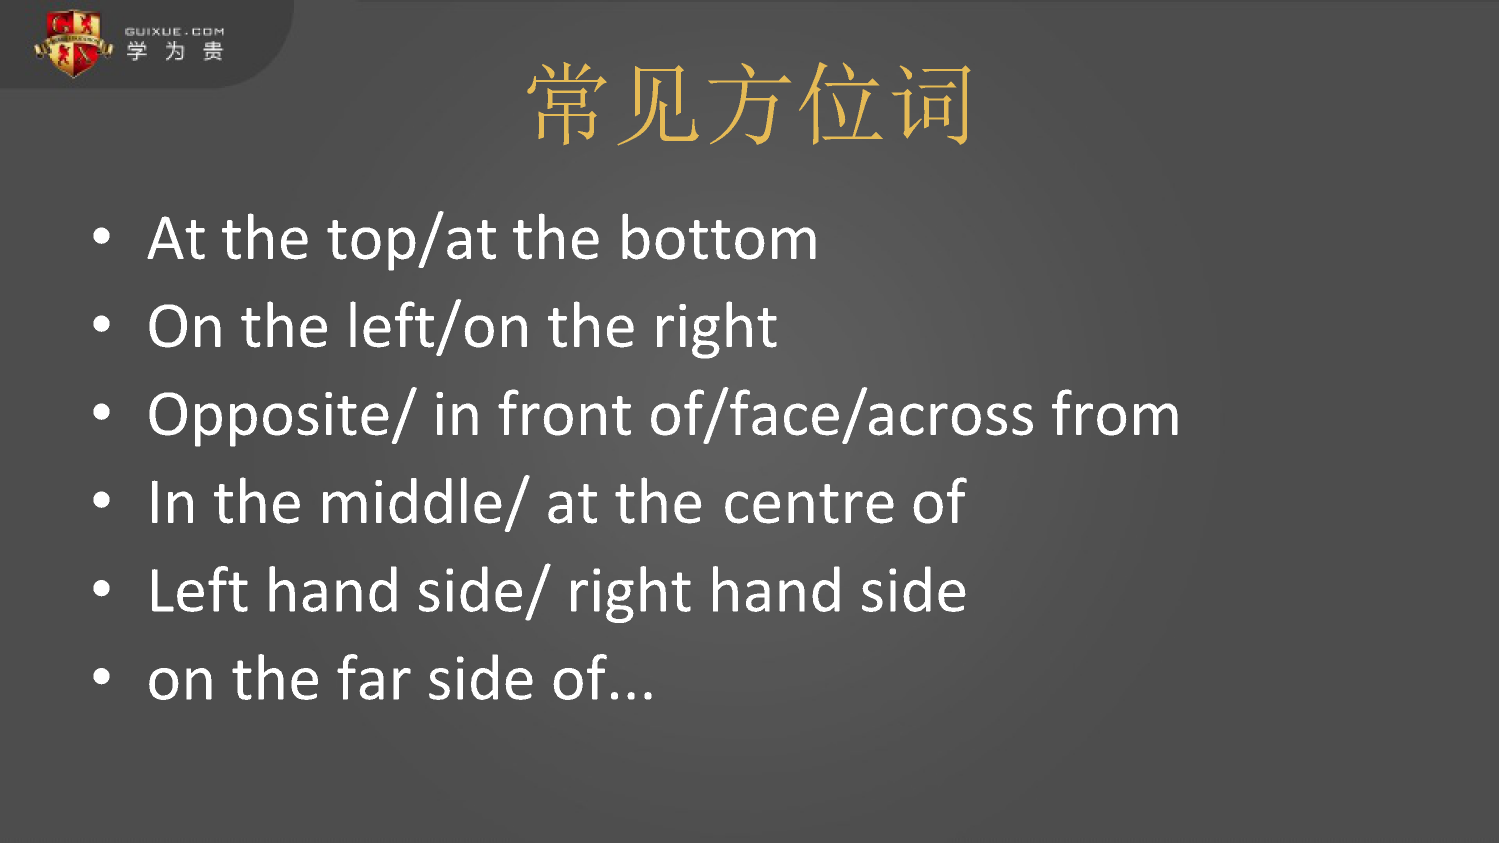 GUIXUE.COM
学为贵
常见方位词
• At the top/at the bottom
• On the left/on the right
• Opposite/ in front of/face/across from
• In the middle/ at the centre of
• Left hand side/ right hand side
• on the far side of...